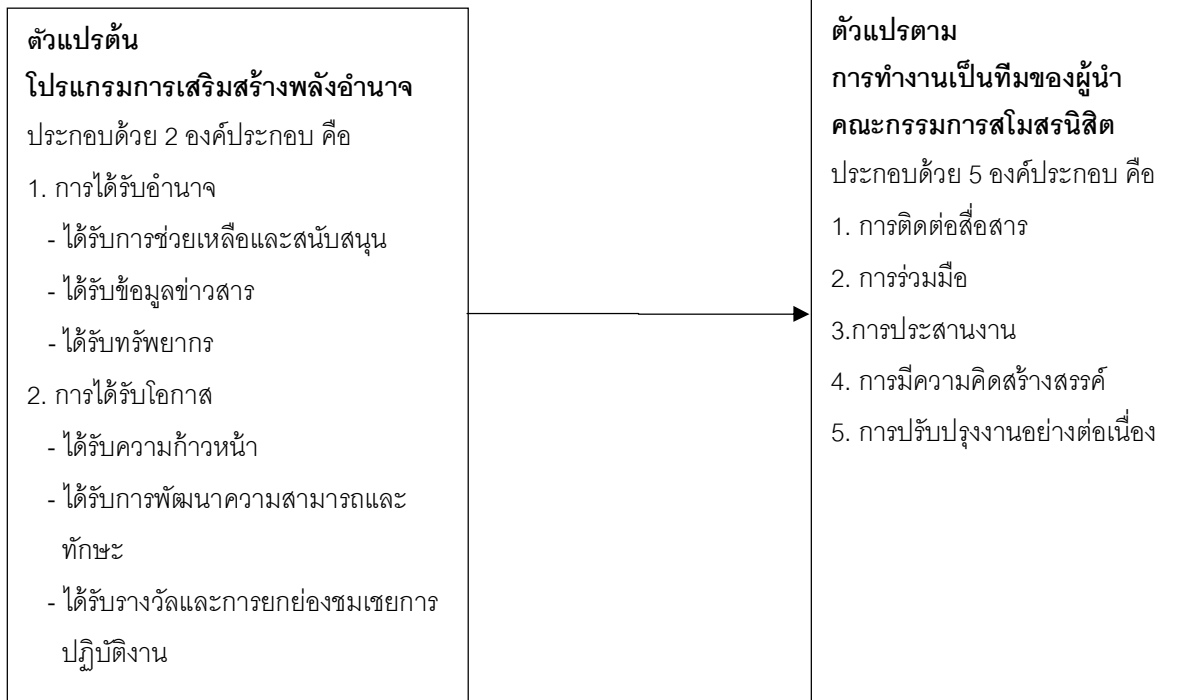 ตัวแปรต้น
โปรแกรมการเสริมสร้างพลังอำนาจ
ประกอบด้วย 2 องค์ประกอบ คือ
1. การได้รับอำนาจ
- ได้รับการช่วยเหลือและสนับสนุน
- ได้รับข้อมูลข่าวสาร
- ได้รับทรัพยากร
2. การได้รับโอกาส
- ได้รับความก้าวหน้า
- ได้รับการพัฒนาความสามารถและ
ทักษะ
- ได้รับรางวัลและการยกย่องชมเชยการ
ปฏิบัติงาน
ตัวแปรตาม
การทำงานเป็นทีมของผู้นำ
คณะกรรมการสโมสรนิสิต
ประกอบด้วย 5 องค์ประกอบ คือ
1. การติดต่อสื่อสาร
2. การร่วมมือ
3.การประสานงาน
4. การมีความคิดสร้างสรรค์
5. การปรับปรุงงานอย่างต่อเนื่อง